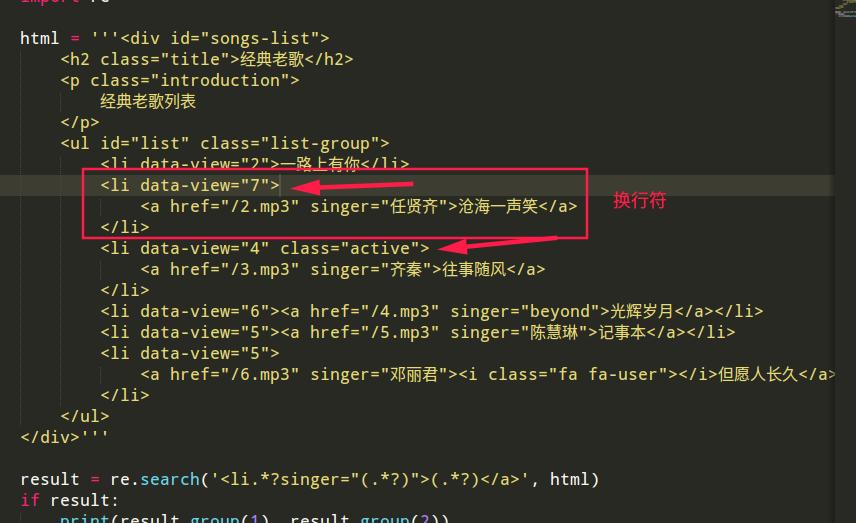 import re
html = '''<div id="songs-list">
    <h2 class="title">经典老歌</h2>
    <p class="introduction">
        经典老歌列表
    </p>
    <ul id="list" class="list-group">
        <li data-view="2">一路上有你</li>
        <li data-view="7">
            <a href="/2.mp3" singer="任贤齐">沧海一声笑</a>
换行符
        </li>
        <li data-view="4" class="active">
            <a href="/3.mp3" singer="齐秦">往事随风</a>
        </li>
        <li data-view="6"><a href="/4.mp3" singer="beyond">光辉岁月</a></li>
        <li data-view="5"><a href="/5.mp3" singer="陈慧琳">记事本</a></li>
        <li data-view="5">
            <a href="/6.mp3" singer="邓丽君"><i class="fa fa-user"></i>但愿人长久</a>
        </li>
    </ul>
</div>'''
result = re.search('<li.*?singer="(.*?)">(.*?)</a>', html)
if result:
    print(result.group(1), result.group(2))